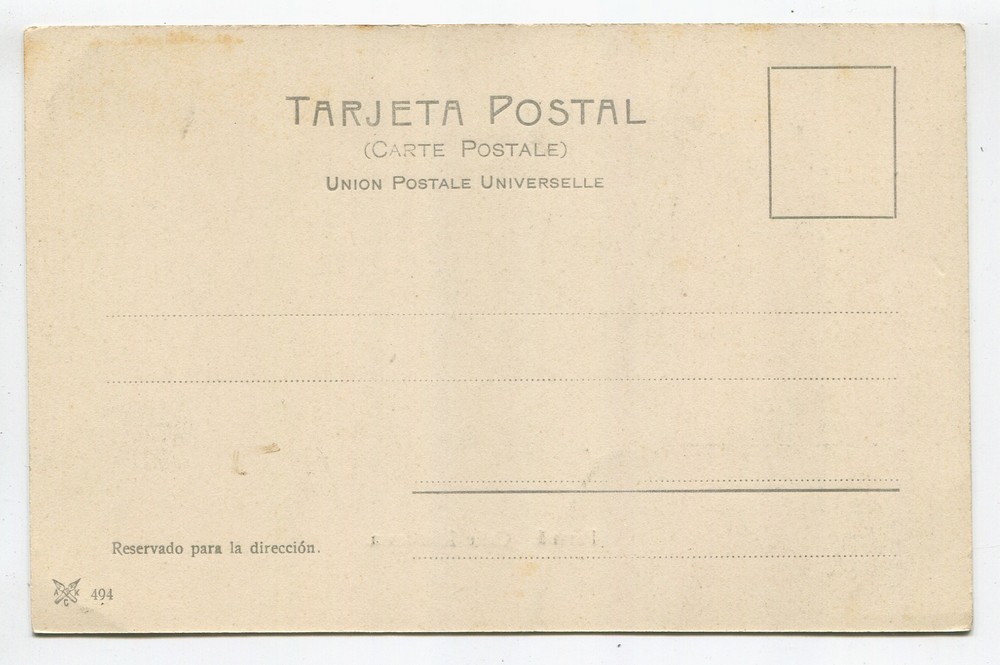 TARJETA POSTAL
(CARTE POSTALE)
UNION POSTALE UNIVERSELLE
Reservado para la dirección.
494